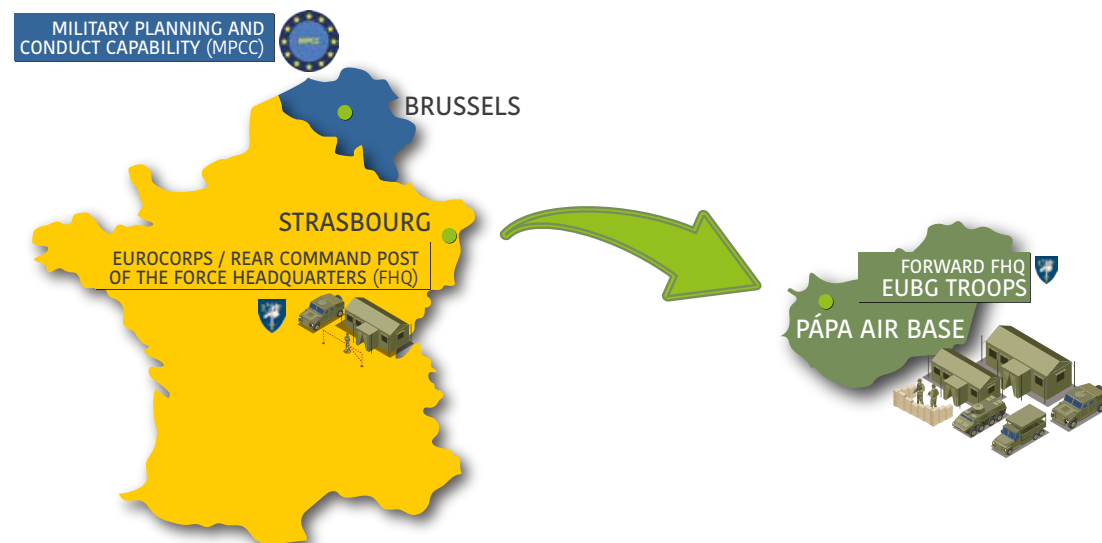 MILITARY PLANNING AND
CONDUCT CAPABILITY (MPCC)
MPCC
BRUSSELS
STRASBOURG
EUROCORPS / REAR COMMAND POST
OF THE FORCE HEADQUARTERS (FHQ)
FORWARD FHQ
EUBG TROOPS
PÁPA AIR BASE